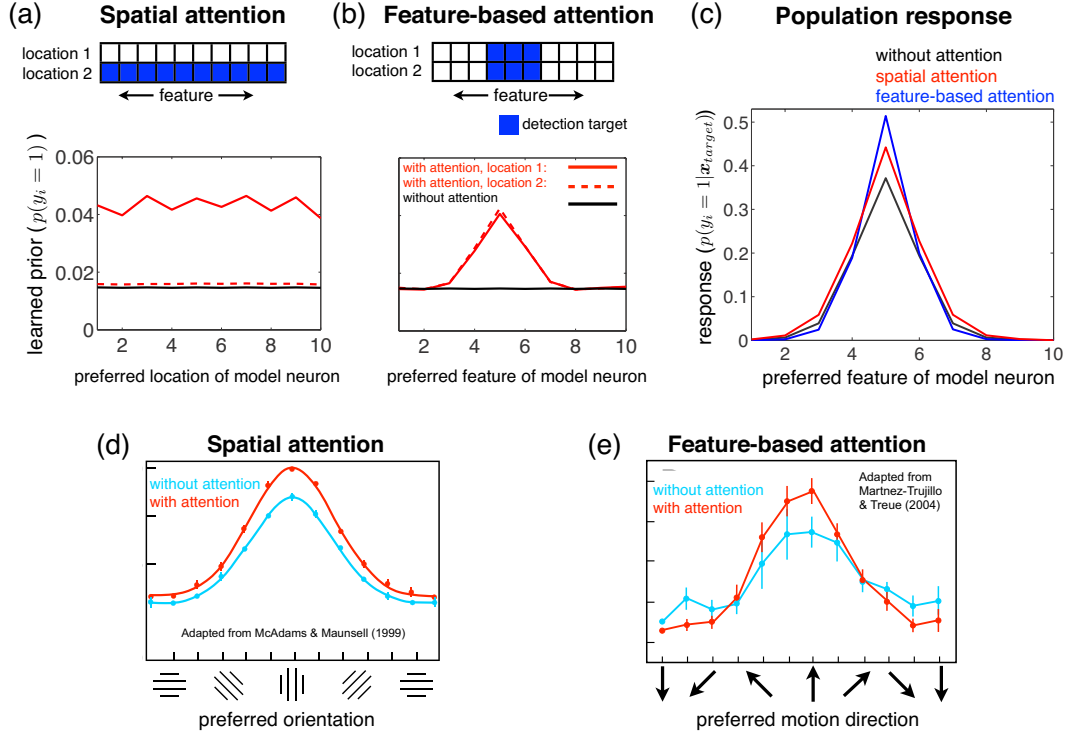 (a) Spatial attention
location 1
location 2
feature
learned prior (p(y_i = 1))
0.06
0.04
0.02
0
2 4 6 8 10
preferred location of model neuron
(b) Feature-based attention
location 1
location 2
feature
detection target
with attention, location 1:
with attention, location 2:
without attention
2 4 6 8 10
preferred feature of model neuron
(c) Population response
without attention
spatial attention
feature-based attention
response (p(y_i = 1|x_target))
0.5
0.4
0.3
0.2
0.1
0
2 4 6 8 10
preferred feature of model neuron
(d) Spatial attention
without attention
with attention
Adapted from McAdams & Maunsell (1999)
preferred orientation
(e) Feature-based attention
without attention
with attention
Adapted from
Martnez-Trujillo
& Treue (2004)
preferred motion direction